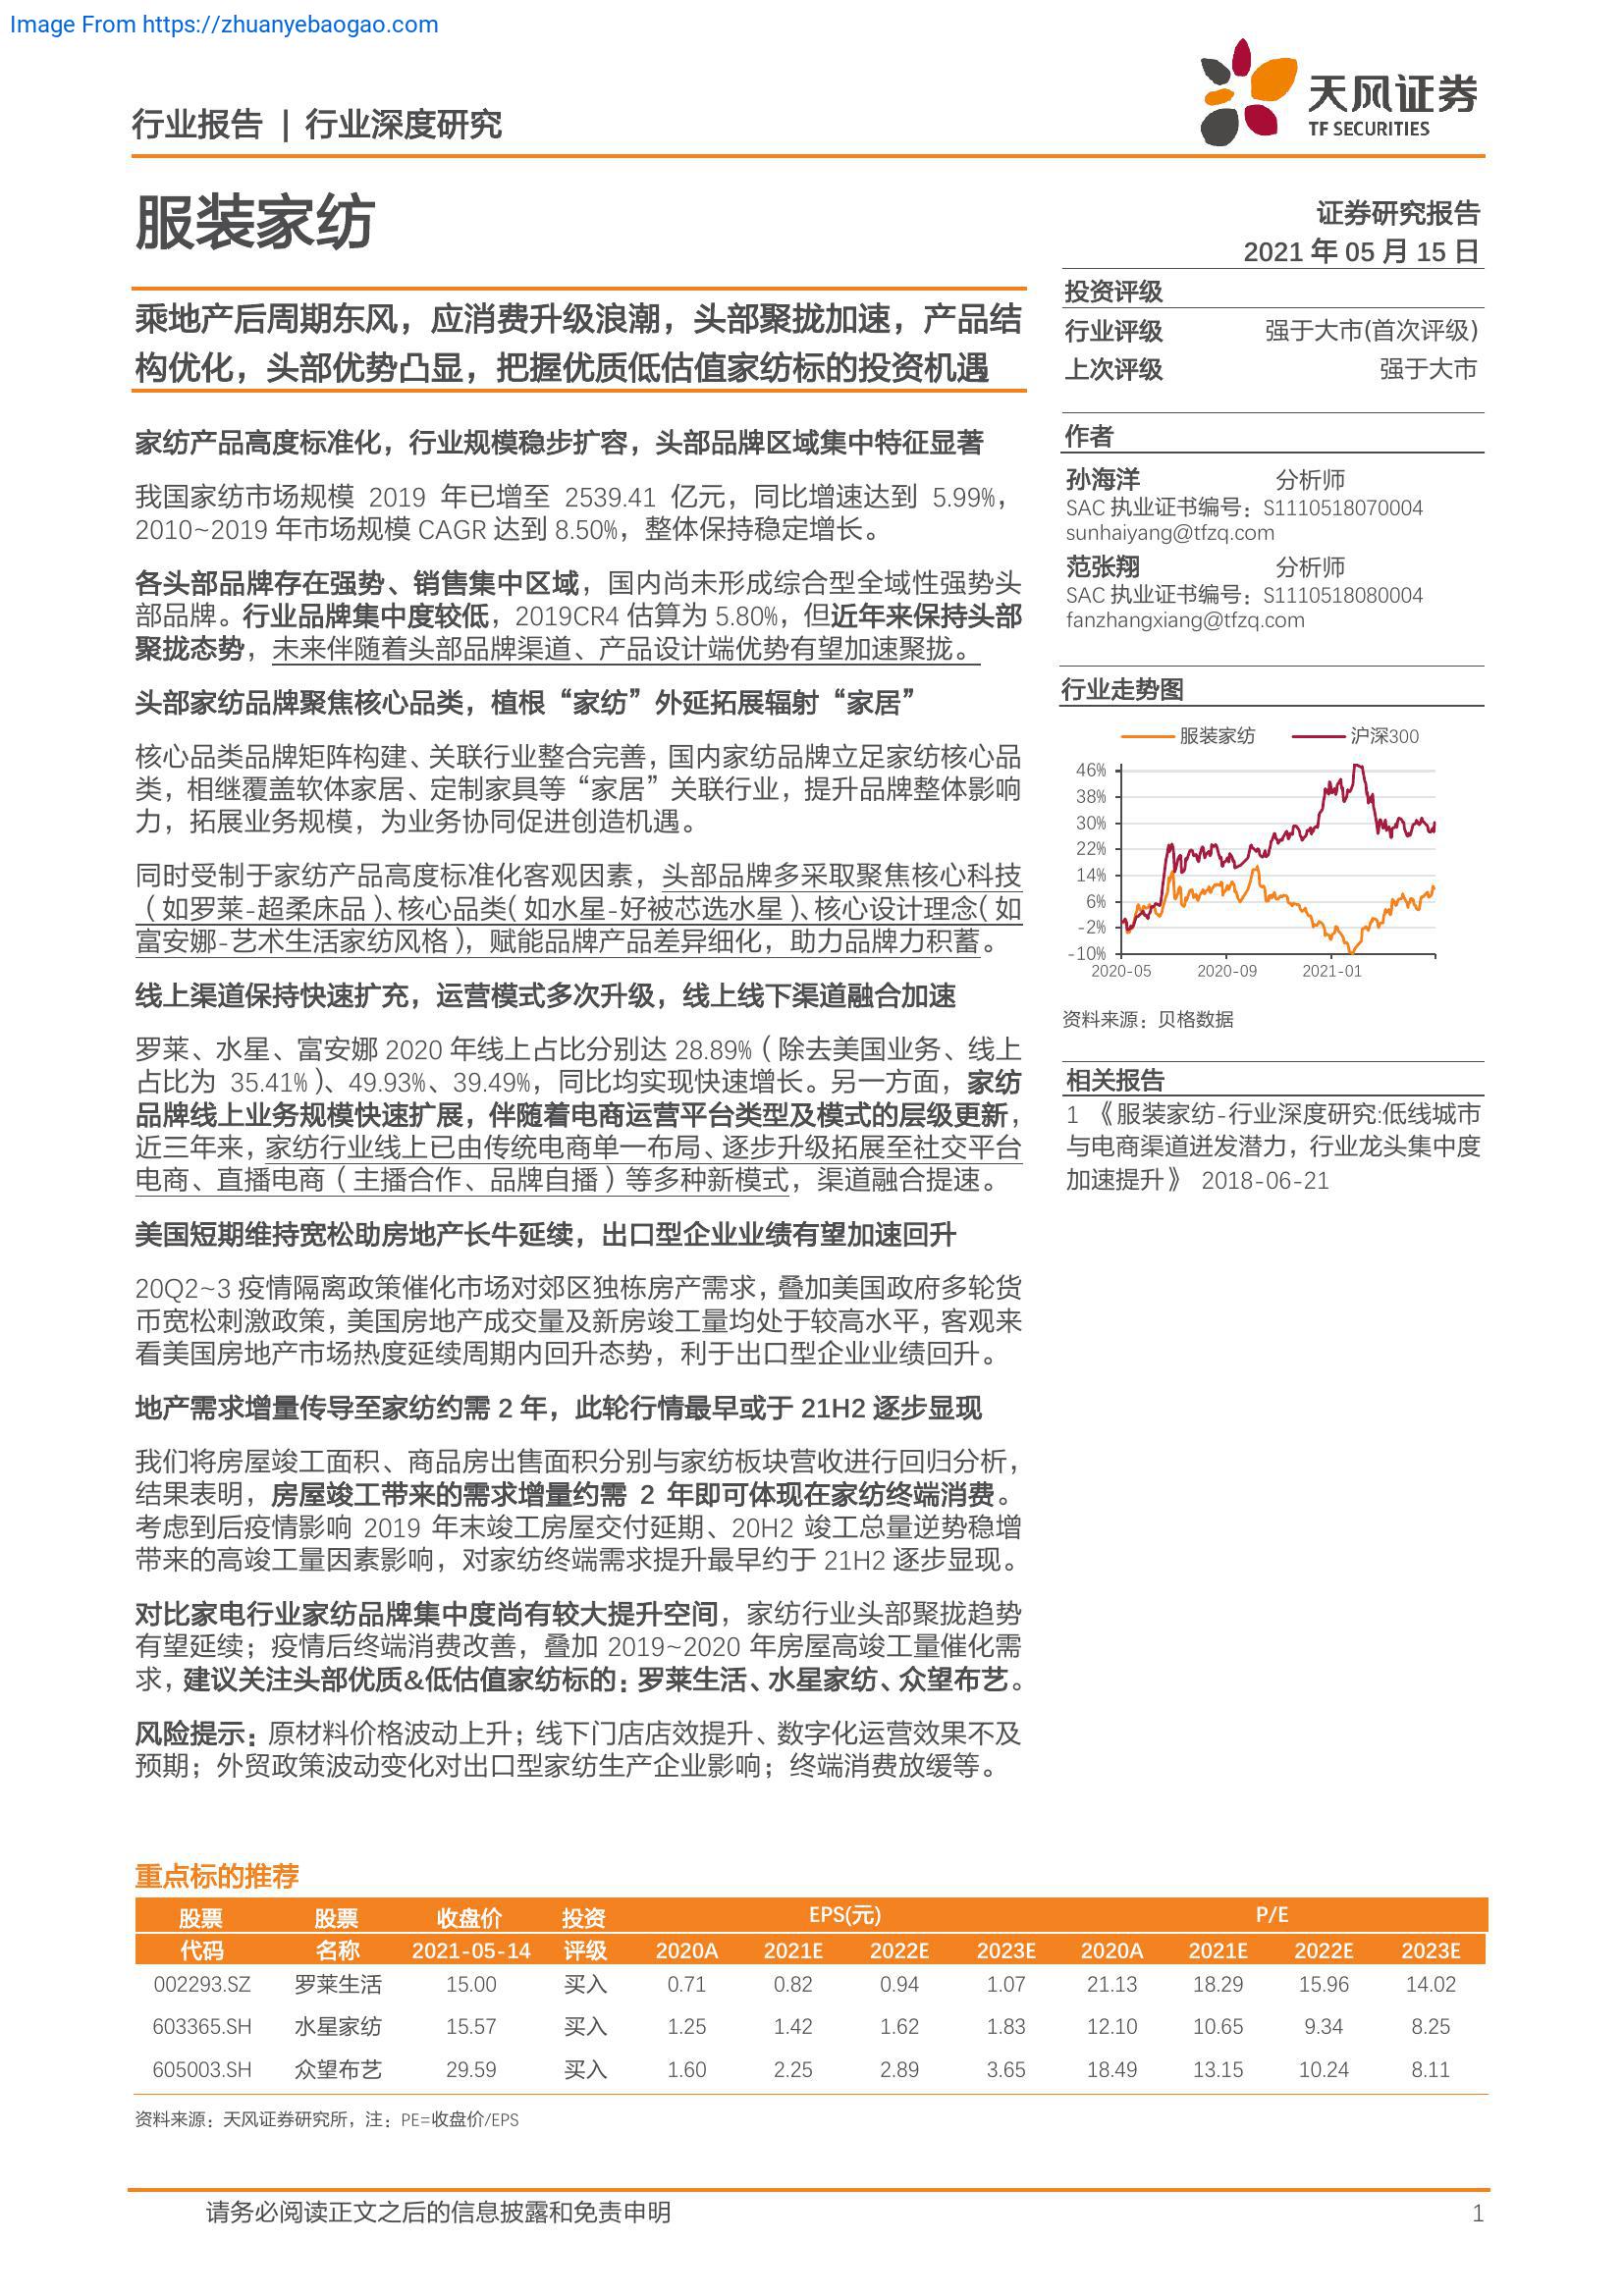 Image From https://zhuanyebaogao.com
行业报告 | 行业深度研究
天风证券
TF SECURITIES
服装家纺
证券研究报告
2021 年 05 月 15 日
乘地产后周期东风，应消费升级浪潮，头部聚拢加速，产品结
构优化，头部优势凸显，把握优质低估值家纺标的投资机遇
家纺产品高度标准化，行业规模稳步扩容，头部品牌区域集中特征显著
我国家纺市场规模 2019 年已增至 2539.41 亿元，同比增速达到 5.99%，
2010~2019 年市场规模 CAGR 达到 8.50%，整体保持稳定增长。
各头部品牌存在强势、销售集中区域，国内尚未形成综合型全域性强势头
部品牌。行业品牌集中度较低，2019CR4 估算为 5.80%，但近年来保持头部
聚拢态势，未来伴随着头部品牌渠道、产品设计端优势有望加速聚拢。
头部家纺品牌聚焦核心品类，植根“家纺”外延拓展辐射“家居”
核心品类品牌矩阵构建、关联行业整合完善，国内家纺品牌立足家纺核心品
类，相继覆盖软体家居、定制家具等“家居”关联行业，提升品牌整体影响
力，拓展业务规模，为业务协同促进创造机遇。
同时受制于家纺产品高度标准化客观因素，头部品牌多采取聚焦核心科技
（如罗莱-超柔床品）、核心品类（如水星-好被芯选水星）、核心设计理念（如
富安娜-艺术生活家纺风格），赋能品牌产品差异细化，助力品牌力积蓄。
线上渠道保持快速扩充，运营模式多次升级，线上线下渠道融合加速
罗莱、水星、富安娜 2020 年线上占比分别达 28.89%（除去美国业务、线上
占比为 35.41%）、49.93%、39.49%，同比均实现快速增长。另一方面，家纺
品牌线上业务规模快速扩展，伴随着电商运营平台类型及模式的层级更新，
近三年来，家纺行业线上已由传统电商单一布局、逐步升级拓展至社交平台
电商、直播电商（主播合作、品牌自播）等多种新模式，渠道融合提速。
美国短期维持宽松助房地产长牛延续，出口型企业业绩有望加速回升
20Q2~3 疫情隔离政策催化市场对郊区独栋房产需求，叠加美国政府多轮货
币宽松刺激政策，美国房地产成交量及新房竣工量均处于较高水平，客观来
看美国房地产市场热度延续周期内回升态势，利于出口型企业业绩回升。
地产需求增量传导至家纺约需 2 年，此轮行情最早或于 21H2 逐步显现
我们将房屋竣工面积、商品房出售面积分别与家纺板块营收进行回归分析，
结果表明，房屋竣工带来的需求增量约需 2 年即可体现在家纺终端消费。
考虑到后疫情影响 2019 年末竣工房屋交付延期、20H2 竣工总量逆势稳增
带来的高竣工量因素影响，对家纺终端需求提升最早约于 21H2 逐步显现。
对比家电行业家纺品牌集中度尚有较大提升空间，家纺行业头部聚拢趋势
有望延续；疫情后终端消费改善，叠加 2019~2020 年房屋高竣工量催化需
求，建议关注头部优质&低估值家纺标的：罗莱生活、水星家纺、众望布艺。
风险提示：原材料价格波动上升；线下门店店效提升、数字化运营效果不及
预期；外贸政策波动变化对出口型家纺生产企业影响；终端消费放缓等。
投资评级
行业评级 强于大市(首次评级)
上次评级 强于大市
作者
孙海洋 分析师
SAC 执业证书编号：S1110518070004
sunhaiyang@tfzq.com
范张翔 分析师
SAC 执业证书编号：S1110518080004
fanzhangxiang@tfzq.com
行业走势图
服装家纺 沪深300
46%
38%
30%
22%
14%
6%
-2%
-10%
2020-05 2020-09 2021-01
资料来源：贝格数据
相关报告
1 《服装家纺-行业深度研究:低线城市
与电商渠道迸发潜力，行业龙头集中度
加速提升》 2018-06-21
重点标的推荐
股票 股票 收盘价 投资 EPS(元) P/E
代码 名称 2021-05-14 评级 2020A 2021E 2022E 2023E 2020A 2021E 2022E 2023E
002293.SZ 罗莱生活 15.00 买入 0.71 0.82 0.94 1.07 21.13 18.29 15.96 14.02
603365.SH 水星家纺 15.57 买入 1.25 1.42 1.62 1.83 12.10 10.65 9.34 8.25
605003.SH 众望布艺 29.59 买入 1.60 2.25 2.89 3.65 18.49 13.15 10.24 8.11
资料来源：天风证券研究所，注：PE=收盘价/EPS
请务必阅读正文之后的信息披露和免责申明 1